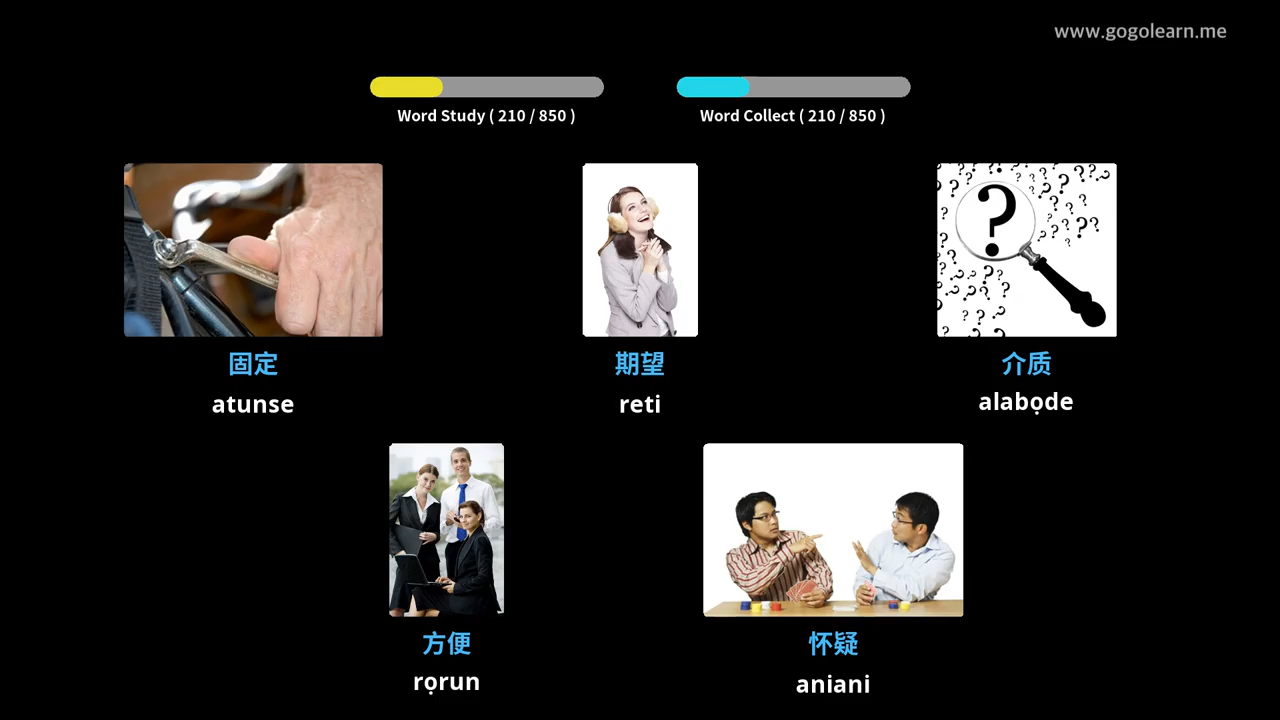 www.gogolearn.me
Word Study ( 210 / 850 )
Word Collect ( 210 / 850 )
固定
atunse
期望
reti
介质
alabọde
方便
rọrun
怀疑
aniani